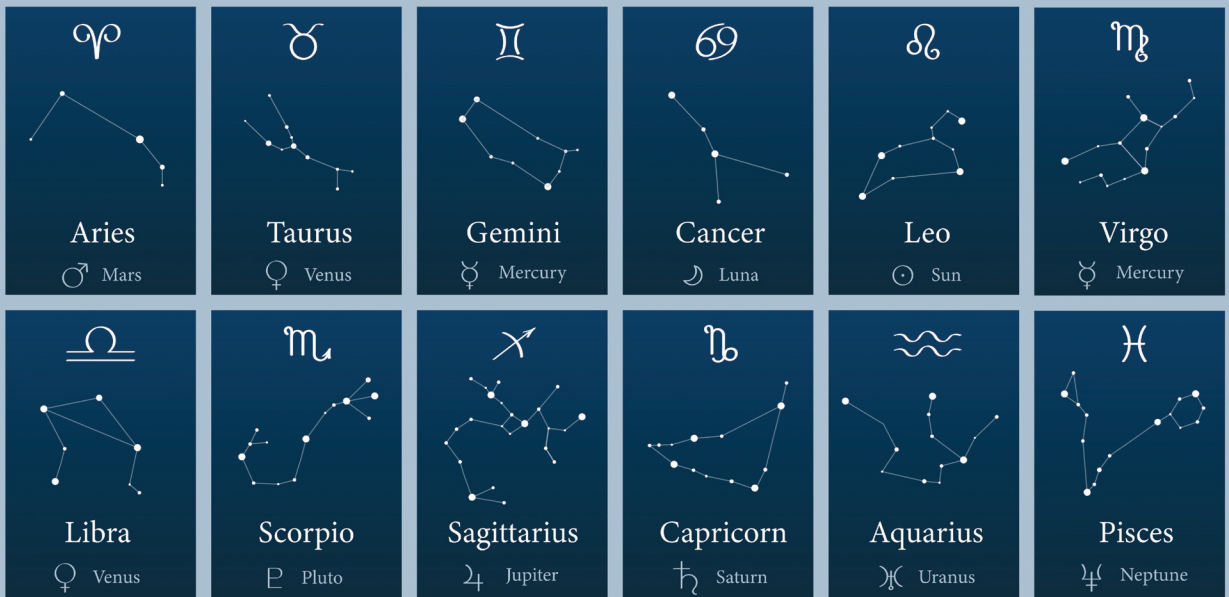 Aries
Mars
Taurus
Venus
Gemini
Mercury
Cancer
Luna
Leo
Sun
Virgo
Mercury
Libra
Venus
Scorpio
Pluto
Sagittarius
Jupiter
Capricorn
Saturn
Aquarius
Uranus
Pisces
Neptune